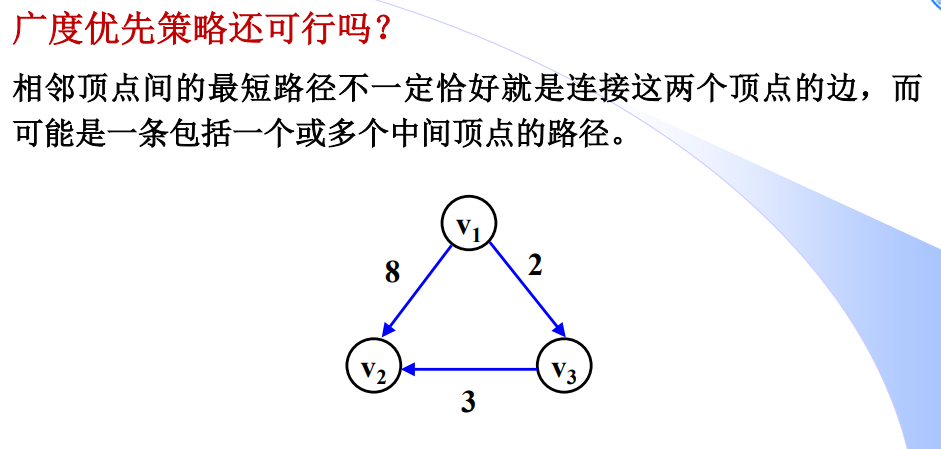 广度优先策略还可行吗？
相邻顶点间的最短路径不一定恰好就是连接这两个顶点的边，而
可能是一条包括一个或多个中间顶点的路径。
v₁
8
2
v₂
v₃
3